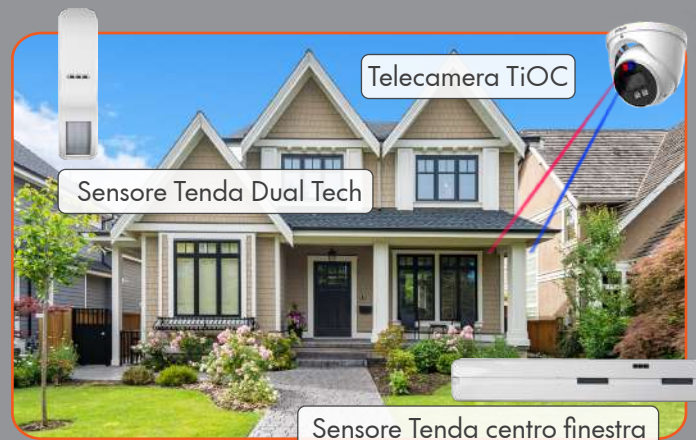 Telecamera TiOC
Sensore Tenda Dual Tech
Sensore Tenda centro finestra